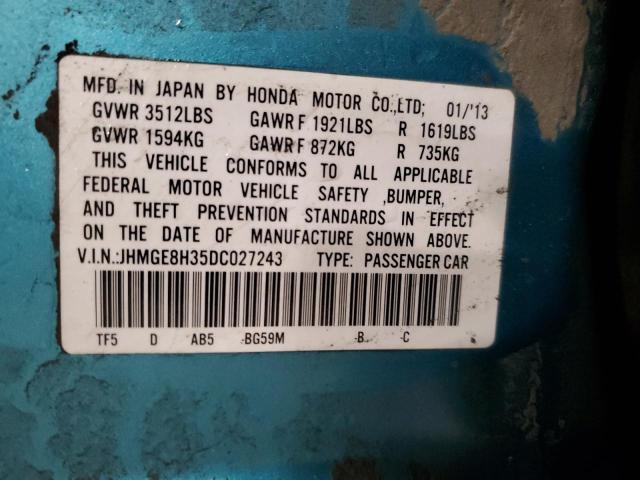 MFD. IN JAPAN BY HONDA MOTOR CO.,LTD; 01/'13
GVWR 3512LBS GAWR F 1921LBS R 1619LBS
GVWR 1594KG GAWR F 872KG R 735KG
THIS VEHICLE CONFORMS TO ALL APPLICABLE
FEDERAL MOTOR VEHICLE SAFETY ,BUMPER,
AND THEFT PREVENTION STANDARDS IN EFFECT
ON THE DATE OF MANUFACTURE SHOWN ABOVE.
V.I.N.:JHMGE8H35DC027243 TYPE: PASSENGER CAR
TF5 D AB5 BG59M B C